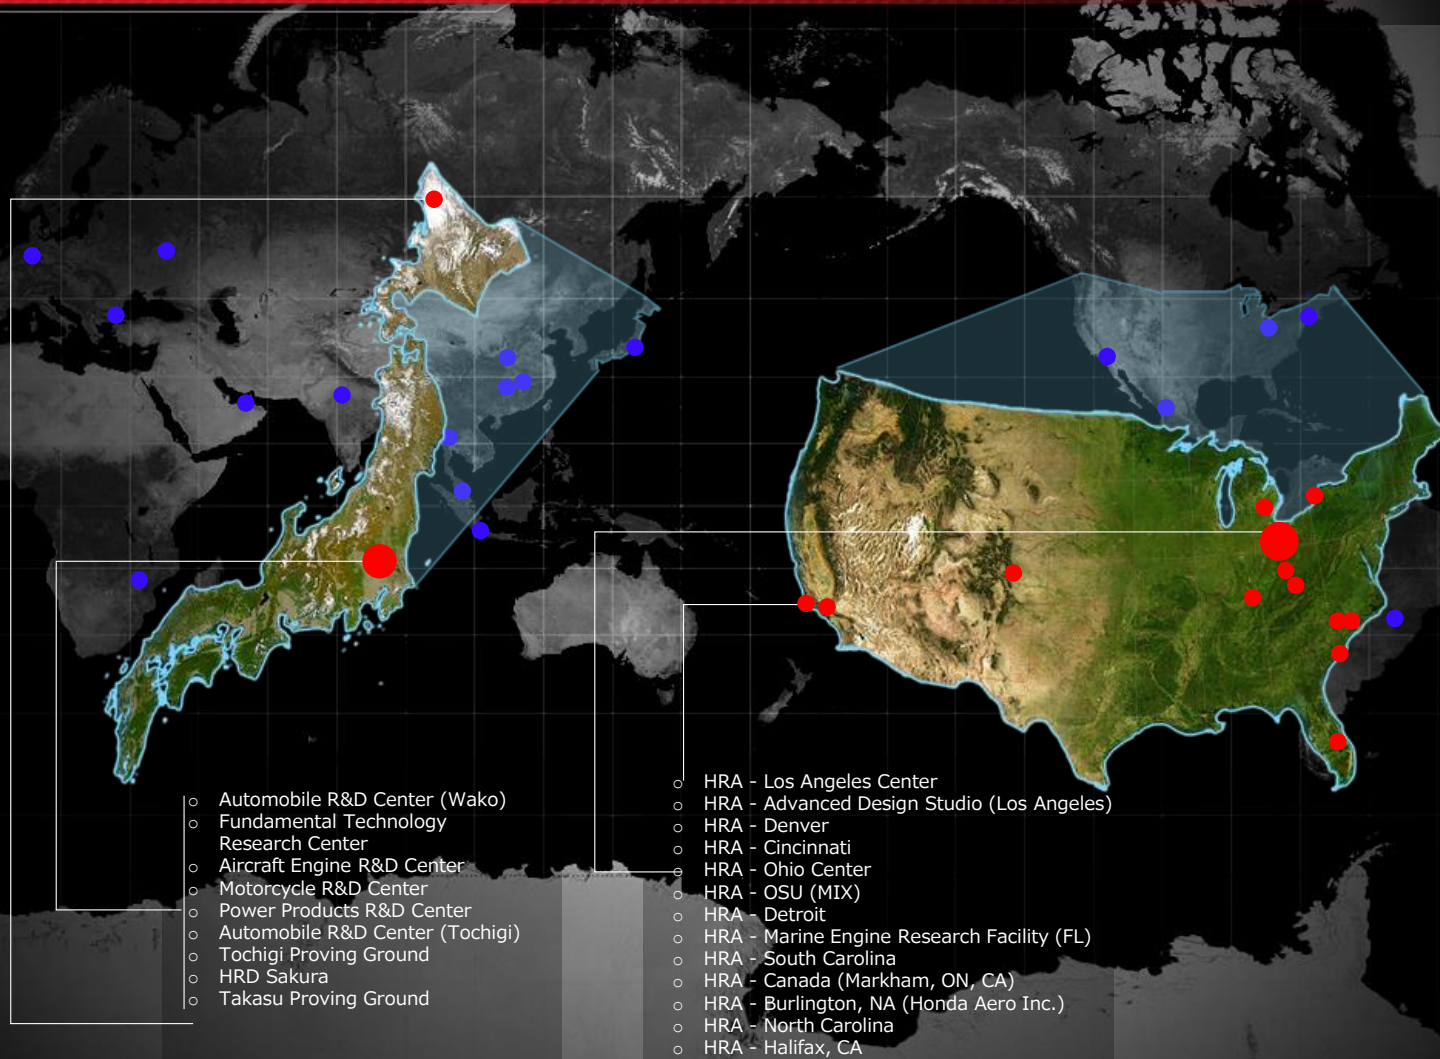 Automobile R&D Center (Wako)
Fundamental Technology
Research Center
Aircraft Engine R&D Center
Motorcycle R&D Center
Power Products R&D Center
Automobile R&D Center (Tochigi)
Tochigi Proving Ground
HRD Sakura
Takasu Proving Ground
HRA - Los Angeles Center
HRA - Advanced Design Studio (Los Angeles)
HRA - Denver
HRA - Cincinnati
HRA - Ohio Center
HRA - OSU (MIX)
HRA - Detroit
HRA - Marine Engine Research Facility (FL)
HRA - South Carolina
HRA - Canada (Markham, ON, CA)
HRA - Burlington, NA (Honda Aero Inc.)
HRA - North Carolina
HRA - Halifax, CA